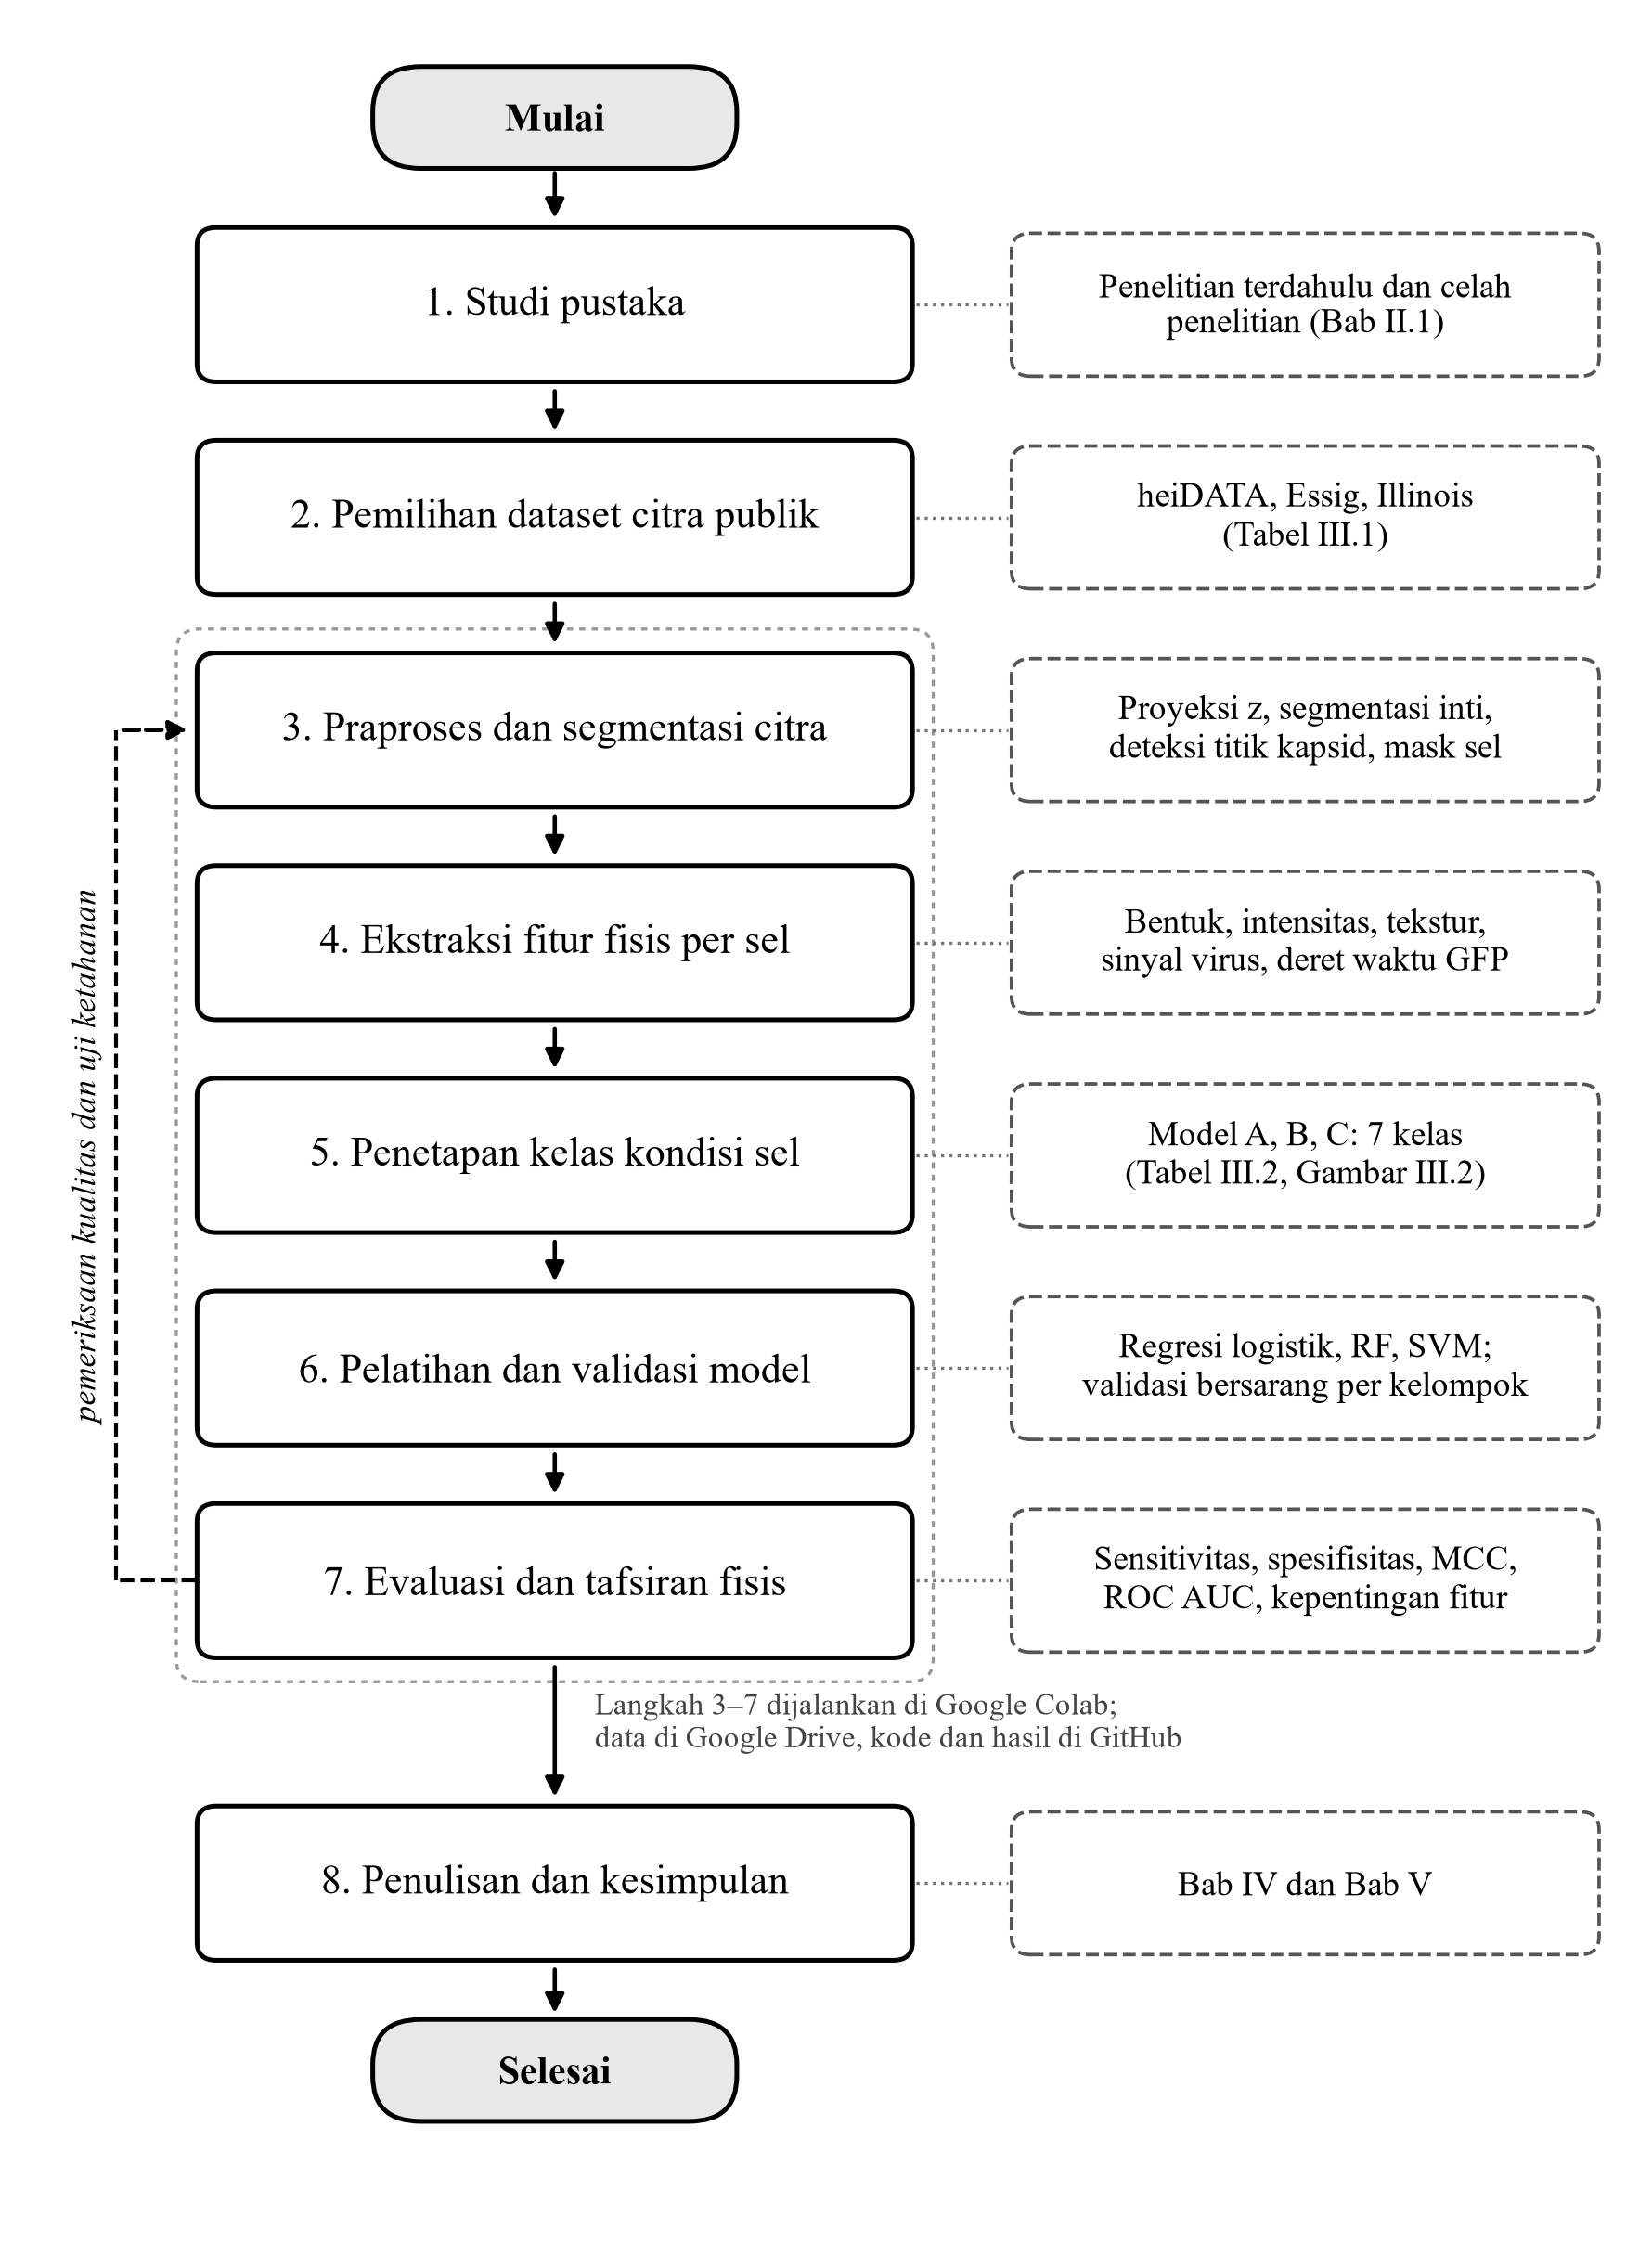 Mulai
1. Studi pustaka
Penelitian terdahulu dan celah
penelitian (Bab II.1)
2. Pemilihan dataset citra publik
heiDATA, Essig, Illinois
(Tabel III.1)
3. Praproses dan segmentasi citra
Proyeksi z, segmentasi inti,
deteksi titik kapsid, mask sel
4. Ekstraksi fitur fisis per sel
Bentuk, intensitas, tekstur,
sinyal virus, deret waktu GFP
pemeriksaan kualitas dan uji ketahanan
5. Penetapan kelas kondisi sel
Model A, B, C: 7 kelas
(Tabel III.2, Gambar III.2)
6. Pelatihan dan validasi model
Regresi logistik, RF, SVM;
validasi bersarang per kelompok
7. Evaluasi dan tafsiran fisis
Sensitivitas, spesifisitas, MCC,
ROC AUC, kepentingan fitur
Langkah 3–7 dijalankan di Google Colab;
data di Google Drive, kode dan hasil di GitHub
8. Penulisan dan kesimpulan
Bab IV dan Bab V
Selesai